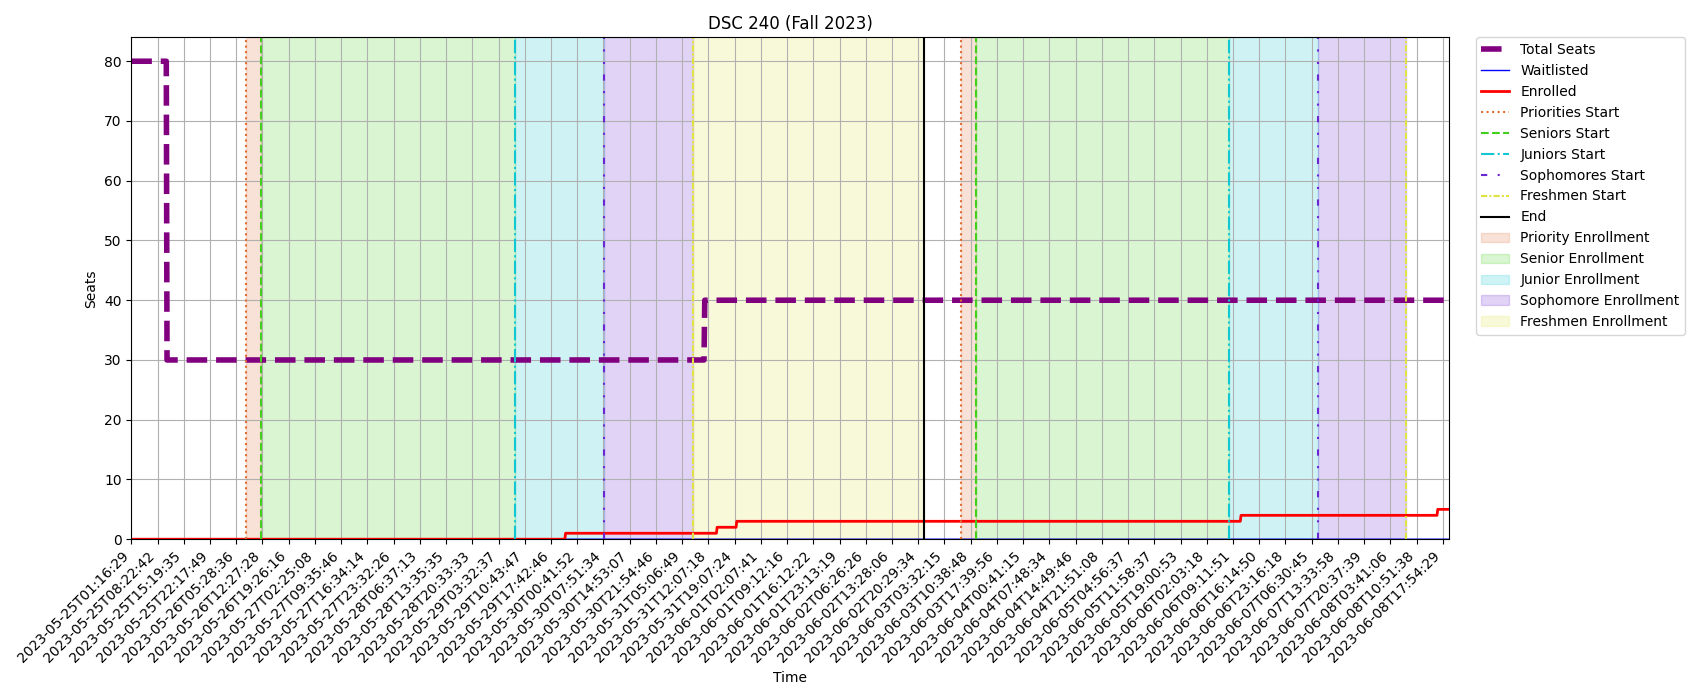 DSC 240 (Fall 2023)
80
70
60
50
40
30
20
10
0
Seats
2023-05-25T01:16:29
2023-05-25T08:22:42
2023-05-25T15:19:35
2023-05-25T22:17:49
2023-05-26T05:28:36
2023-05-26T12:27:28
2023-05-26T19:26:16
2023-05-27T02:25:08
2023-05-27T09:35:46
2023-05-27T16:34:14
2023-05-27T23:32:26
2023-05-28T06:37:13
2023-05-28T13:35:35
2023-05-28T20:33:33
2023-05-29T03:32:37
2023-05-29T10:43:47
2023-05-29T17:42:46
2023-05-30T00:41:52
2023-05-30T07:51:34
2023-05-30T14:53:07
2023-05-30T21:54:46
2023-05-31T05:06:49
2023-05-31T12:07:18
2023-05-31T19:07:24
2023-06-01T02:07:41
2023-06-01T09:12:16
2023-06-01T16:12:22
2023-06-01T23:13:19
2023-06-02T06:26:26
2023-06-02T13:28:06
2023-06-02T20:29:34
2023-06-03T03:32:15
2023-06-03T10:38:48
2023-06-03T17:39:56
2023-06-04T00:41:15
2023-06-04T07:48:34
2023-06-04T14:49:46
2023-06-04T21:51:08
2023-06-05T04:56:37
2023-06-05T11:58:37
2023-06-05T19:00:53
2023-06-06T02:03:18
2023-06-06T09:11:51
2023-06-06T16:14:50
2023-06-06T23:16:18
2023-06-07T06:30:45
2023-06-07T13:33:58
2023-06-07T20:37:39
2023-06-08T03:41:06
2023-06-08T10:51:38
2023-06-08T17:54:29
Time
Total Seats
Waitlisted
Enrolled
Priorities Start
Seniors Start
Juniors Start
Sophomores Start
Freshmen Start
End
Priority Enrollment
Senior Enrollment
Junior Enrollment
Sophomore Enrollment
Freshmen Enrollment